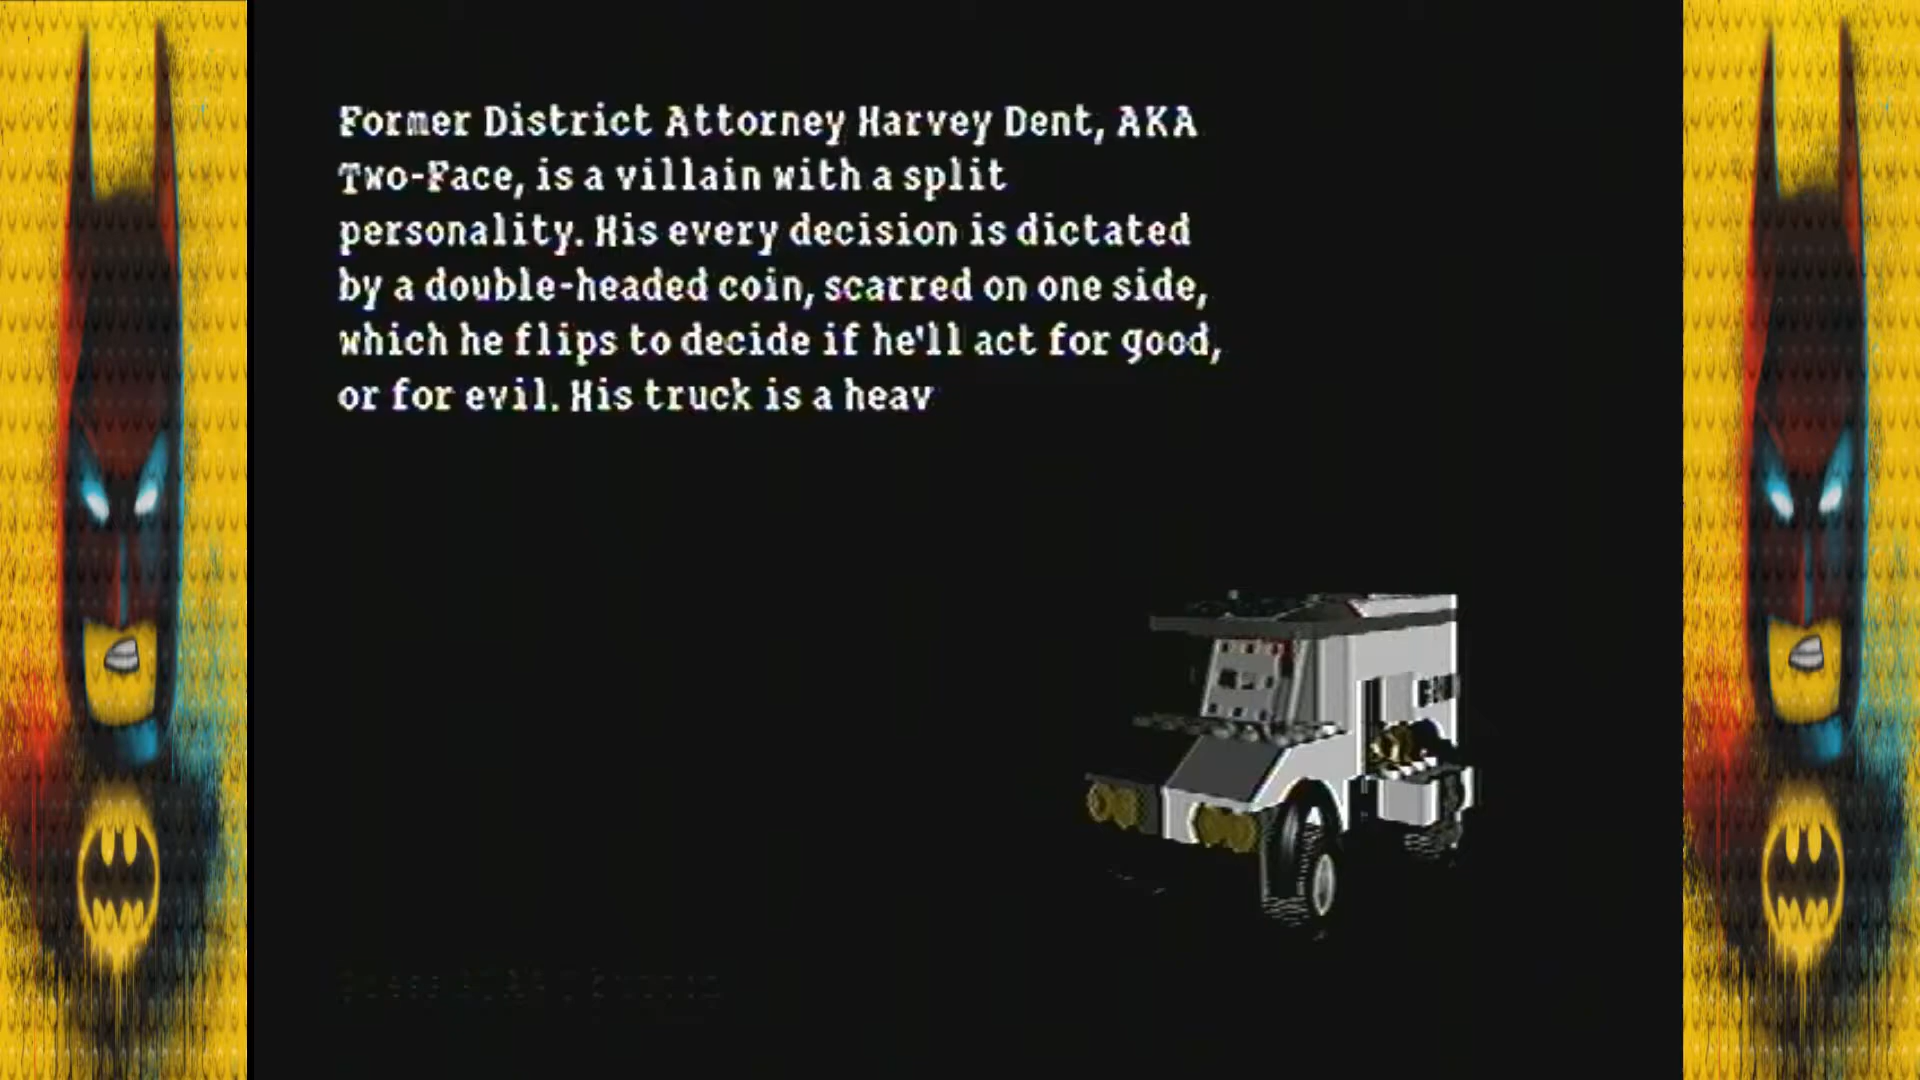 Former District Attorney Harvey Dent, AKA
Two-Face, is a villain with a split
personality. His every decision is dictated
by a double-headed coin, scarred on one side,
which he flips to decide if he'll act for good,
or for evil. His truck is a heav